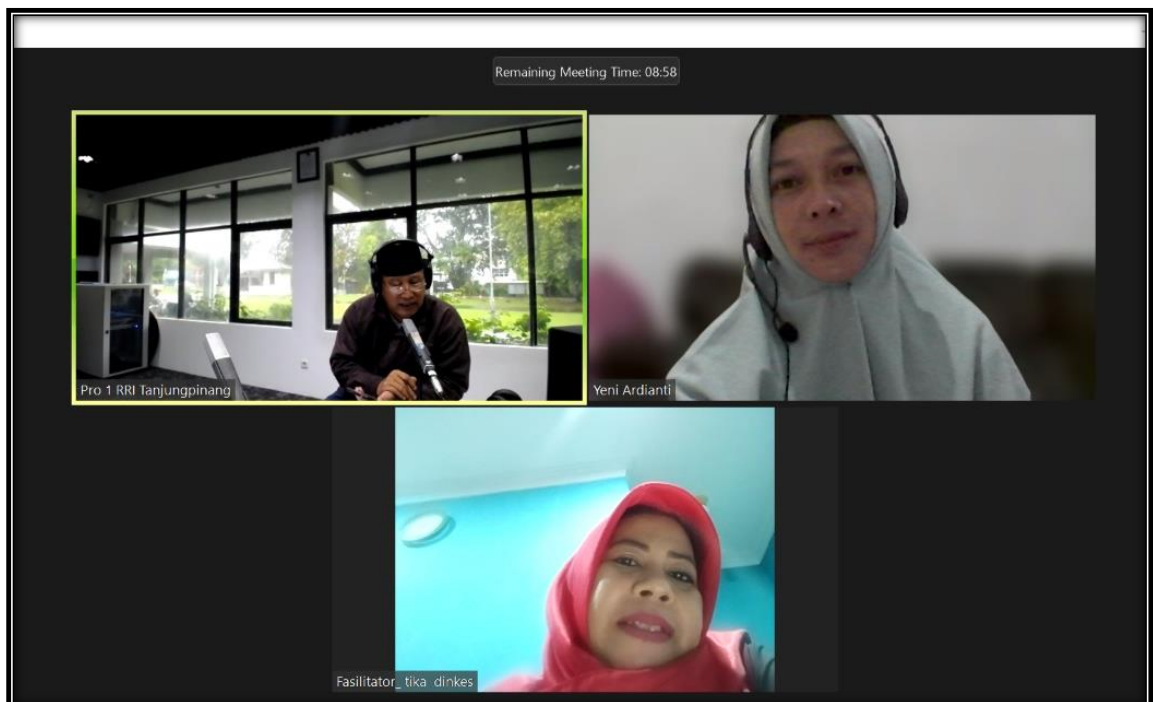 Remaining Meeting Time: 08:58
Pro 1 RRI Tanjungpinang
Yeni Ardianti
Fasilitator_ tika dinkes